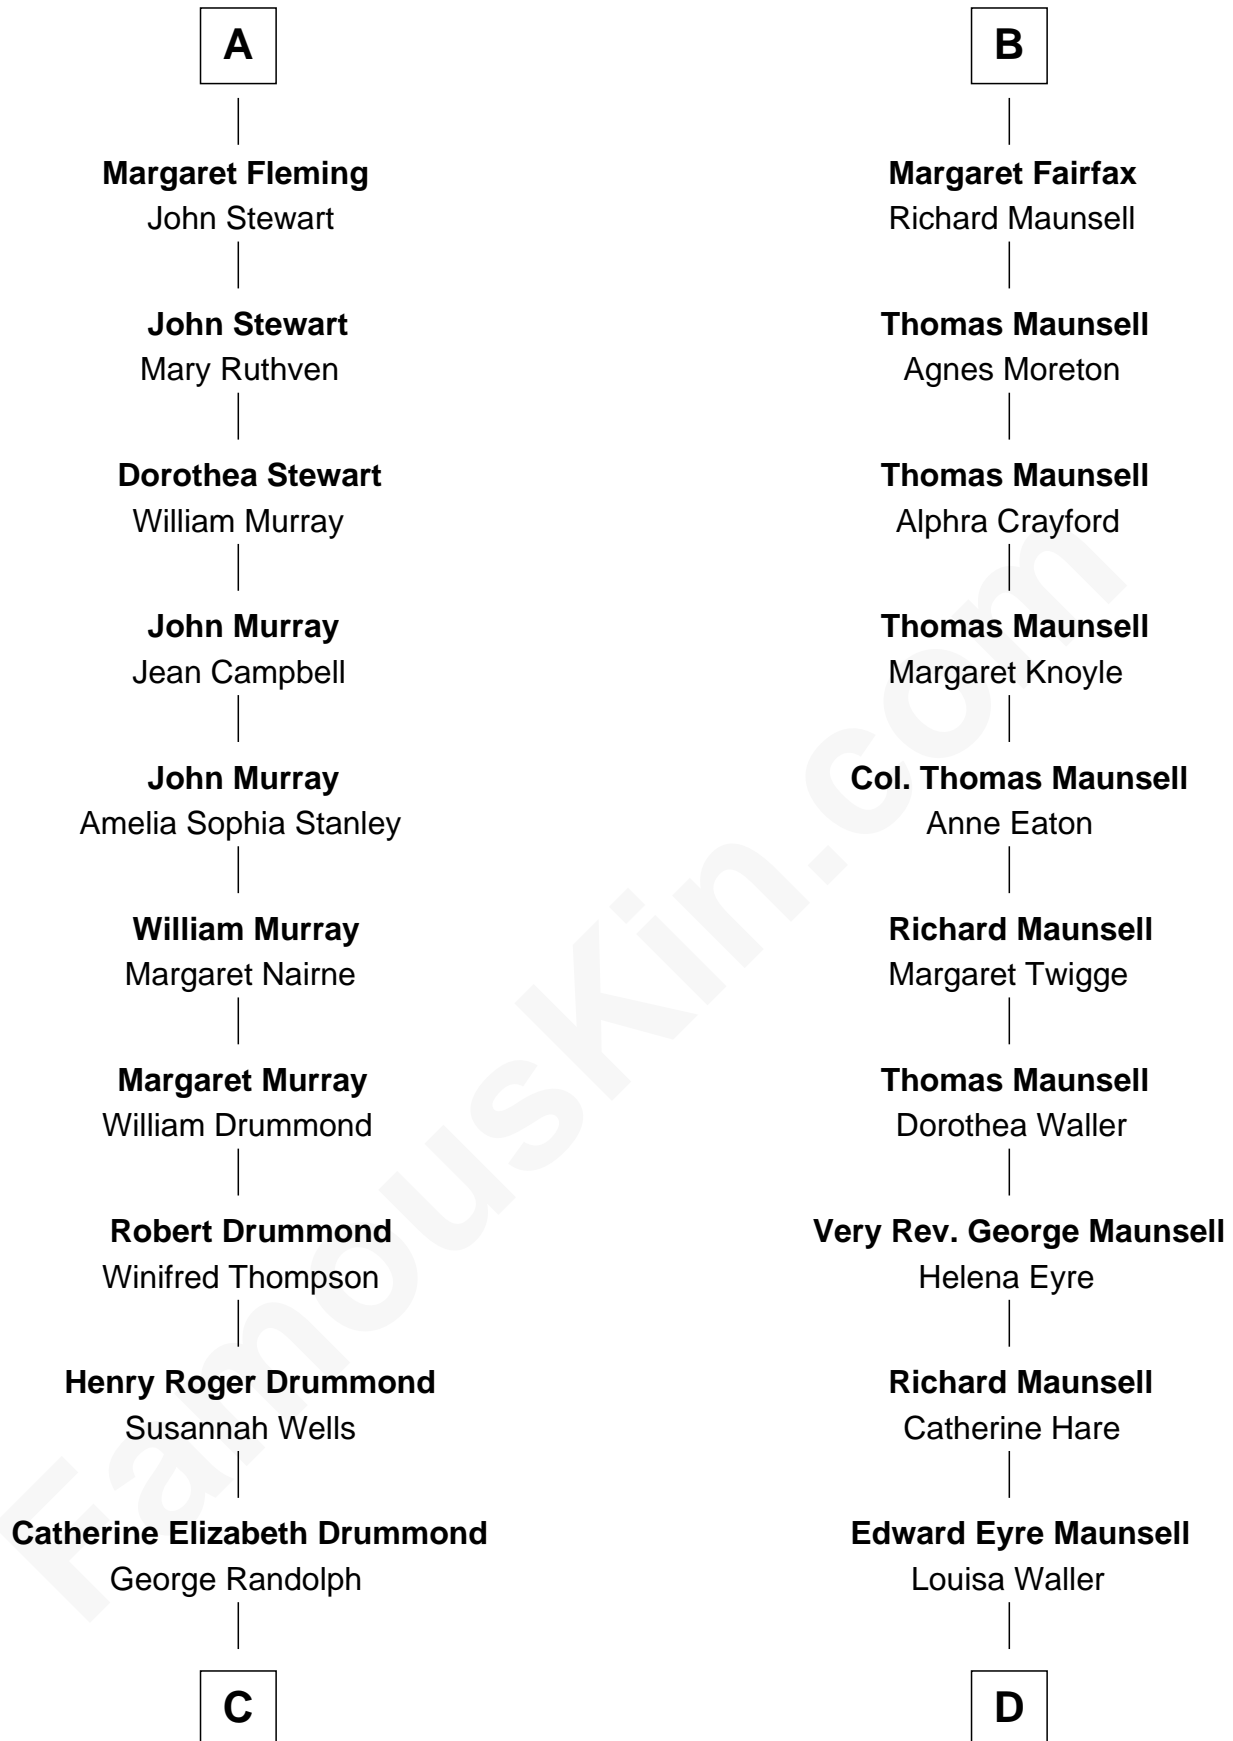 A
Margaret Fleming
John Stewart
John Stewart
Mary Ruthven
Dorothea Stewart
William Murray
John Murray
Jean Campbell
John Murray
Amelia Sophia Stanley
William Murray
Margaret Nairne
Margaret Murray
William Drummond
Robert Drummond
Winifred Thompson
Henry Roger Drummond
Susannah Wells
Catherine Elizabeth Drummond
George Randolph
C
B
Margaret Fairfax
Richard Maunsell
Thomas Maunsell
Agnes Moreton
Thomas Maunsell
Alphra Crayford
Thomas Maunsell
Margaret Knoyle
Col. Thomas Maunsell
Anne Eaton
Richard Maunsell
Margaret Twigge
Thomas Maunsell
Dorothea Waller
Very Rev. George Maunsell
Helena Eyre
Richard Maunsell
Catherine Hare
Edward Eyre Maunsell
Louisa Waller
D
FamousKin.com